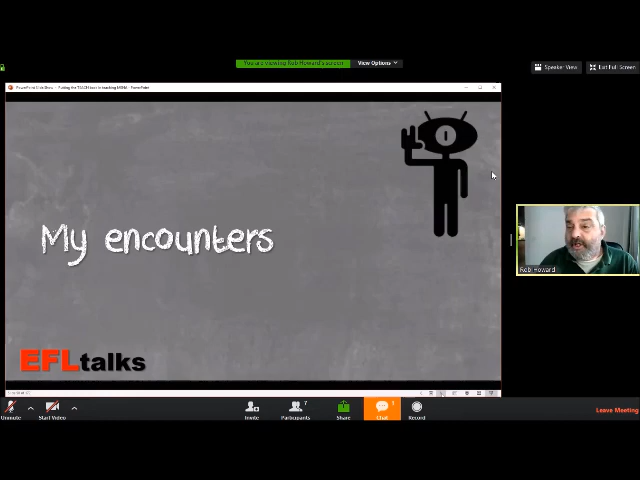 You are viewing Rob Howard's screen
View Options
Speaker View
Exit Full Screen
My encounters
EFLtalks
Rob Howard
Unmute
Start Video
Invite
Participants
7
Share
Chat
Record
Leave Meeting